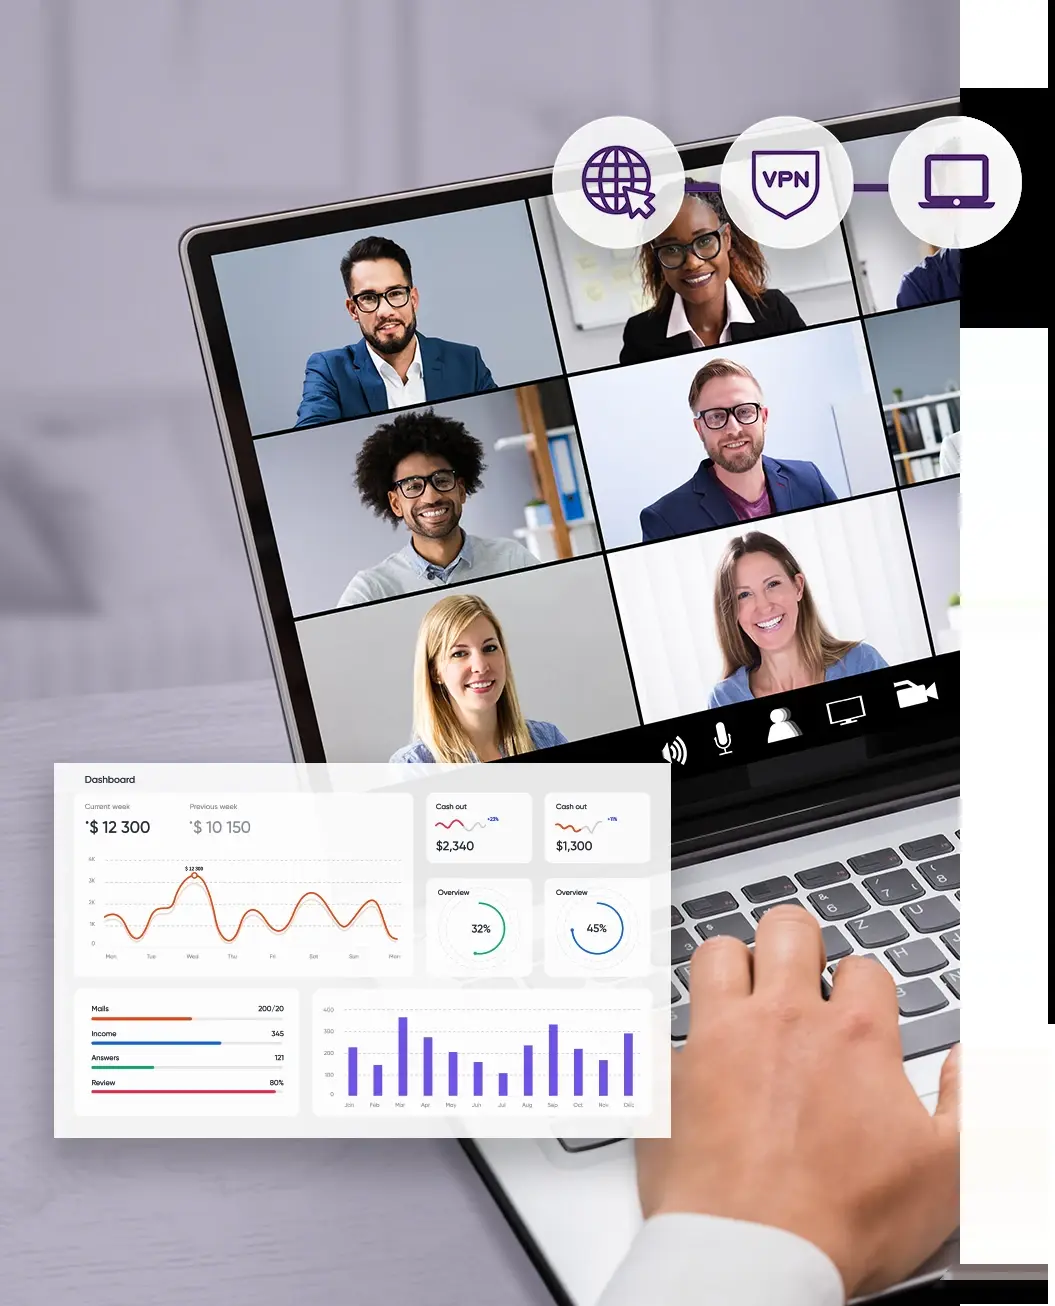 VPN
Dashboard
Current week
Previous week
*$ 12 300
*$ 10 150
4K
3K
2K
1K
0
$ 12 300
Mon
Tue
Wed
Thu
Fri
Sat
Sun
Mon
Cash out
+23%
$2,340
Cash out
+11%
$1,300
Overview
32%
Overview
45%
Mails
200/20
Income
345
Answers
121
Review
80%
400
300
200
100
0
Jan
Feb
Mar
Apr
May
Jun
Jul
Aug
Sep
Oct
Nov
Dec
6
7
Z
U
H